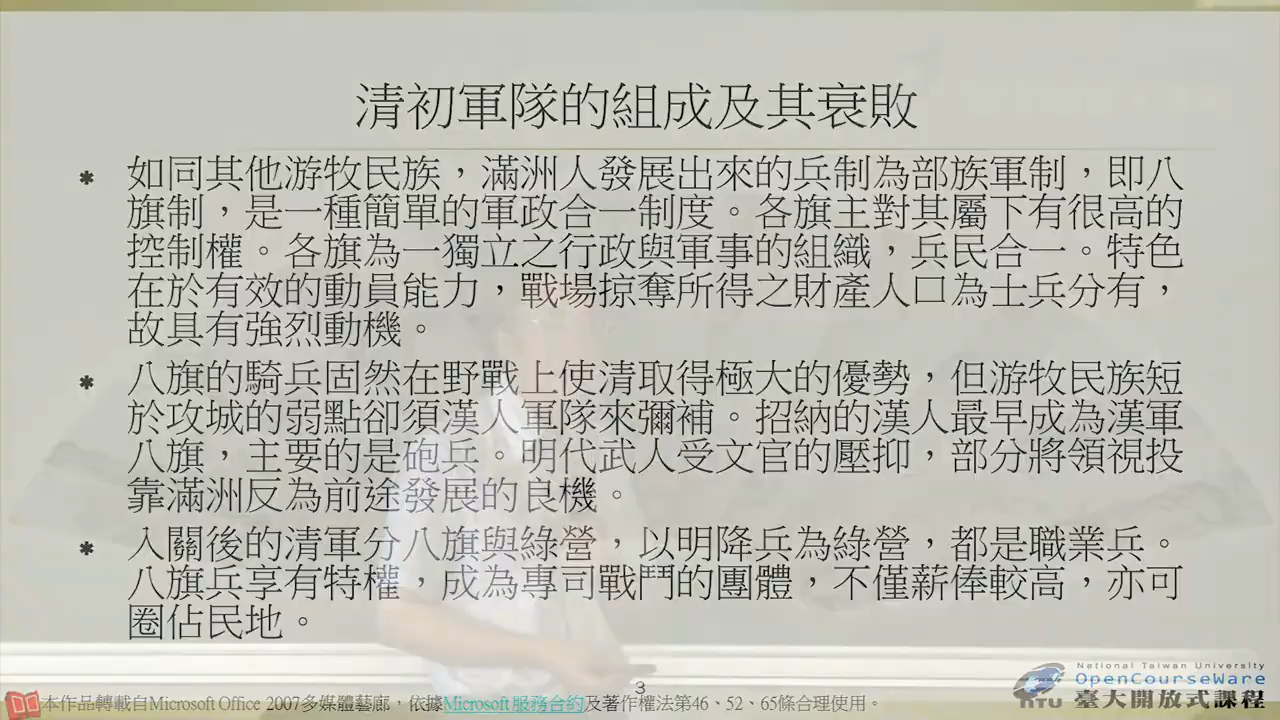 清初軍隊的組成及其衰敗
* 如同其他游牧民族，滿洲人發展出來的兵制為部族軍制，即八
旗制，是一種簡單的軍政合一制度。各旗主對其屬下有很高的
控制權。各旗為一獨立之行政與軍事的組織，兵民合一。特色
在於有效的動員能力，戰場掠奪所得之財產人口為士兵分有，
故具有強烈動機。
* 八旗的騎兵固然在野戰上使清取得極大的優勢，但游牧民族短
於攻城的弱點卻須漢人軍隊來彌補。招納的漢人最早成為漢軍
八旗，主要的是砲兵。明代武人受文官的壓抑，部分將領視投
靠滿洲反為前途發展的良機。
* 入關後的清軍分八旗與綠營，以明降兵為綠營，都是職業兵。
八旗兵享有特權，成為專司戰鬥的團體，不僅薪俸較高，亦可
圈佔民地。
3
本作品轉載自Microsoft Office 2007多媒體藝廊，依據Microsoft 服務合約及著作權法第46、52、65條合理使用。
National Taiwan University
OpenCourseWare
NTU 臺大開放式課程